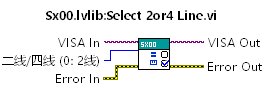 Sx00.lvlib:Select 2or4 Line.vi
VISA In
SX00
VISA Out
二线/四线 (0: 2线)
Error In
Error Out